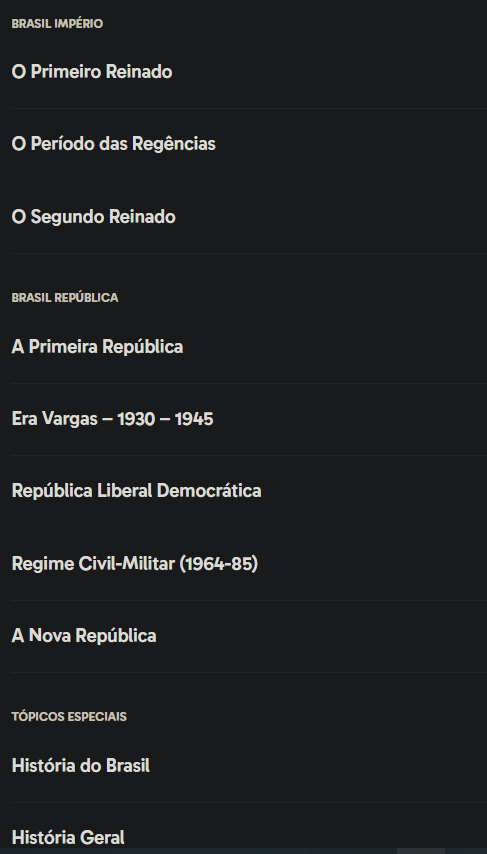 BRASIL IMPÉRIO
O Primeiro Reinado
O Período das Regências
O Segundo Reinado
BRASIL REPÚBLICA
A Primeira República
Era Vargas – 1930 – 1945
República Liberal Democrática
Regime Civil-Militar (1964-85)
A Nova República
TÓPICOS ESPECIAIS
História do Brasil
História Geral